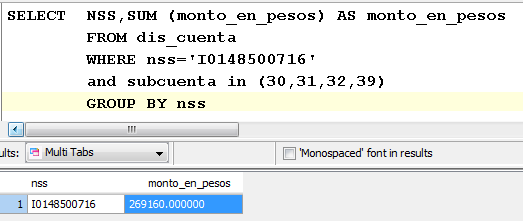 SELECT NSS,SUM (monto_en_pesos) AS monto_en_pesos
FROM dis_cuenta
WHERE nss='I0148500716'
and subcuenta in (30,31,32,39)
GROUP BY nss
ults: Multi Tabs 'Monospaced' font in results
nss monto_en_pesos
1 I0148500716 269160.000000